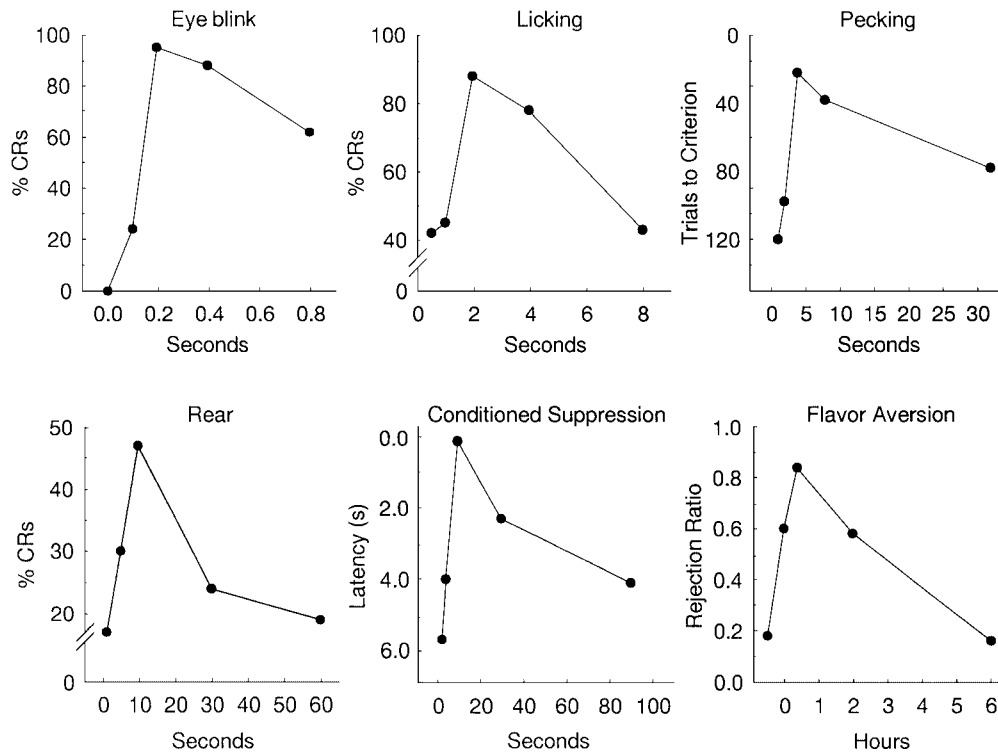 Eye blink
% CRs
100
80
60
40
20
0
0.0 0.2 0.4 0.6 0.8
Seconds
Licking
% CRs
100
80
60
40
0
0 2 4 6 8
Seconds
Pecking
Trials to Criterion
0
40
80
120
0 5 10 15 20 25 30
Seconds
Rear
% CRs
50
40
30
20
0
0 10 20 30 40 50 60
Seconds
Conditioned Suppression
Latency (s)
0.0
2.0
4.0
6.0
0 20 40 60 80 100
Seconds
Flavor Aversion
Rejection Ratio
1.0
0.8
0.6
0.4
0.2
0.0
0 1 2 3 4 5 6
Hours